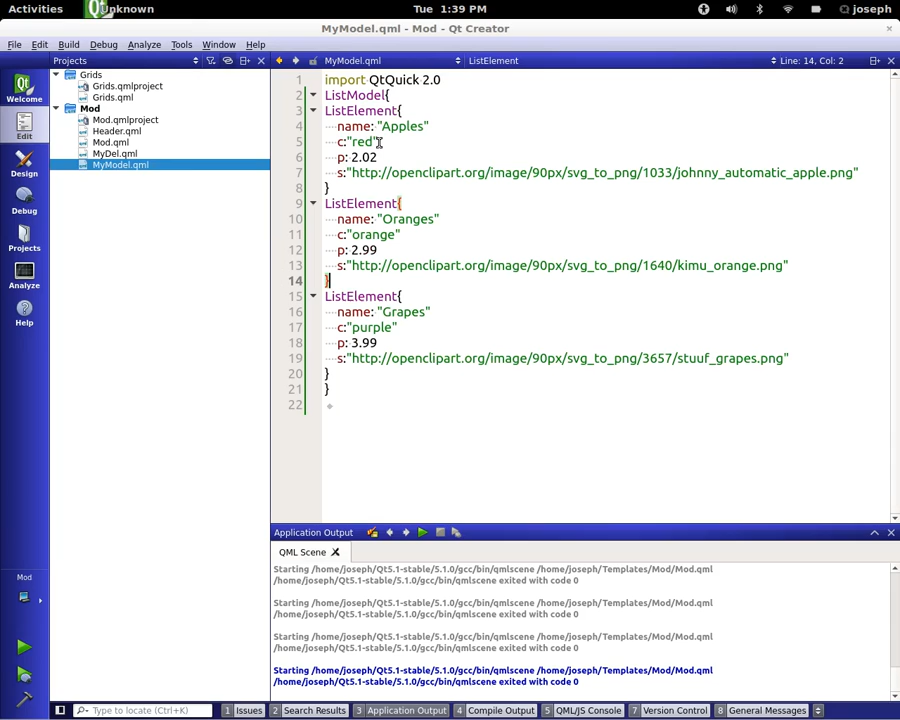 Activities Unknown Tue 1:39 PM joseph
MyModel.qml - Mod - Qt Creator ×
File Edit Build Debug Analyze Tools Window Help
Projects MyModel.qml ListElement Line: 14, Col: 2
Qt
Welcome
Edit
Design
Debug
Projects
Analyze
Help
Mod
Grids
Grids.qmlproject
Grids.qml
Mod
Mod.qmlproject
Header.qml
Mod.qml
MyDel.qml
MyModel.qml
1 import QtQuick 2.0
2 ListModel{
3 ListElement{
4 name: "Apples"
5 c:"red"
6 p: 2.02
7 s:"http://openclipart.org/image/90px/svg_to_png/1033/johnny_automatic_apple.png"
8 }
9 ListElement{
10 name: "Oranges"
11 c:"orange"
12 p: 2.99
13 s:"http://openclipart.org/image/90px/svg_to_png/1640/kimu_orange.png"
14 }
15 ListElement{
16 name: "Grapes"
17 c:"purple"
18 p: 3.99
19 s:"http://openclipart.org/image/90px/svg_to_png/3657/stuuf_grapes.png"
20 }
21 }
22
Application Output
QML Scene
Starting /home/joseph/Qt5.1-stable/5.1.0/gcc/bin/qmlscene /home/joseph/Templates/Mod/Mod.qml
/home/joseph/Qt5.1-stable/5.1.0/gcc/bin/qmlscene exited with code 0
Starting /home/joseph/Qt5.1-stable/5.1.0/gcc/bin/qmlscene /home/joseph/Templates/Mod/Mod.qml
/home/joseph/Qt5.1-stable/5.1.0/gcc/bin/qmlscene exited with code 0
Starting /home/joseph/Qt5.1-stable/5.1.0/gcc/bin/qmlscene /home/joseph/Templates/Mod/Mod.qml
/home/joseph/Qt5.1-stable/5.1.0/gcc/bin/qmlscene exited with code 0
Starting /home/joseph/Qt5.1-stable/5.1.0/gcc/bin/qmlscene /home/joseph/Templates/Mod/Mod.qml
/home/joseph/Qt5.1-stable/5.1.0/gcc/bin/qmlscene exited with code 0
Type to locate (Ctrl+K) 1 Issues 2 Search Results 3 Application Output 4 Compile Output 5 QML/JS Console 7 Version Control 8 General Messages